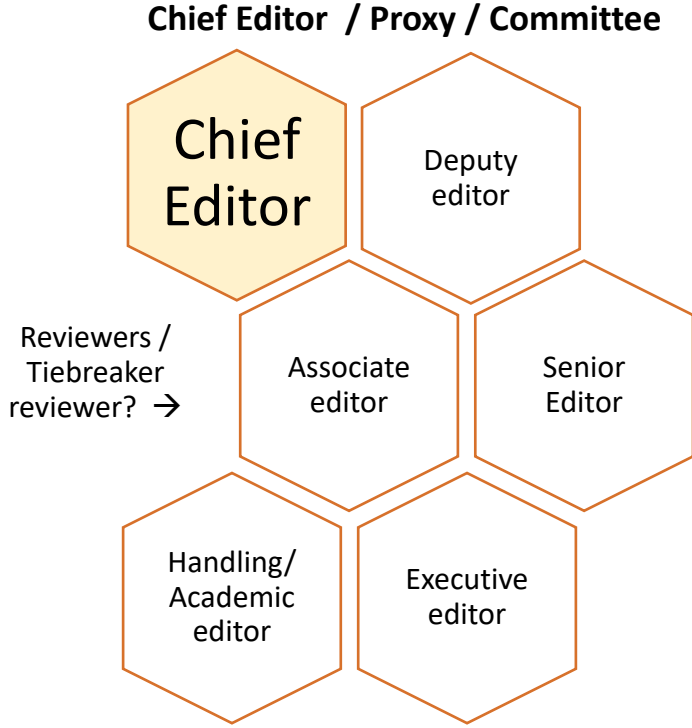 Chief Editor / Proxy / Committee
Chief
Editor
Deputy
editor
Reviewers /
Tiebreaker
reviewer? →
Associate
editor
Senior
Editor
Handling/
Academic
editor
Executive
editor